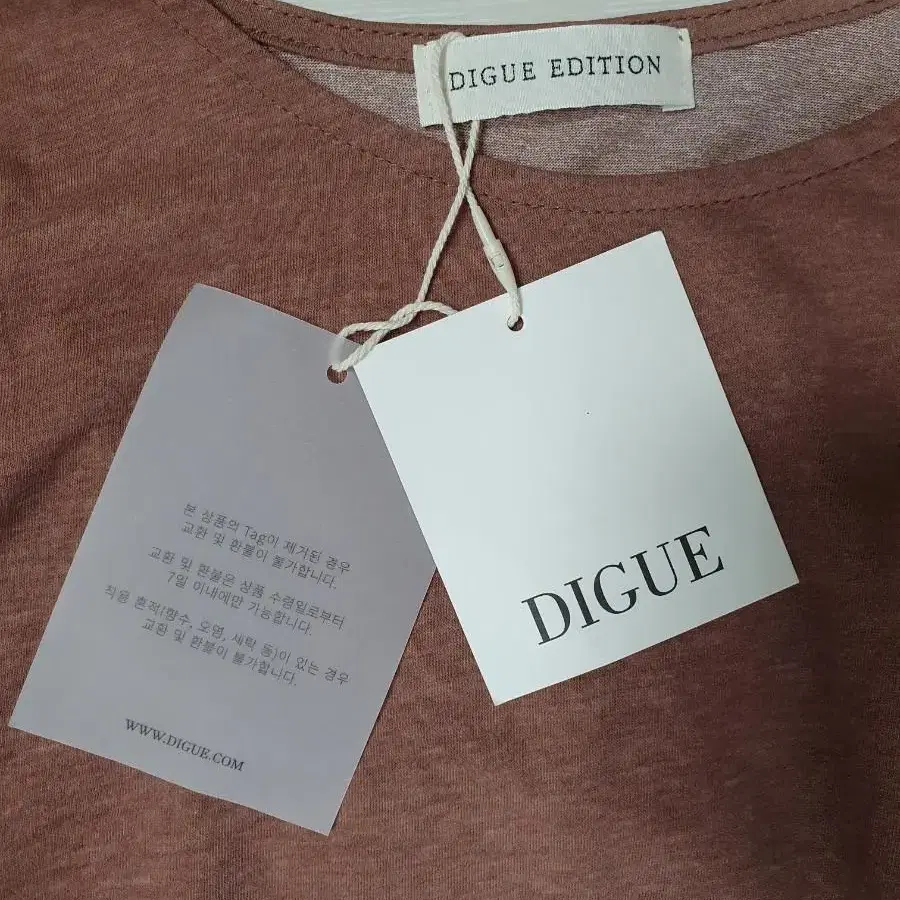 DIGUE EDITION
DIGUE
본 상품의 Tag이 제거된 경우
교환 및 환불이 불가합니다.
교환 및 환불은 상품 수령일로부터
7일 이내에만 가능합니다.
착용 흔적(향수, 오염, 세탁 등)이 있는 경우
교환 및 환불이 불가합니다.
WWW.DIGUE.COM